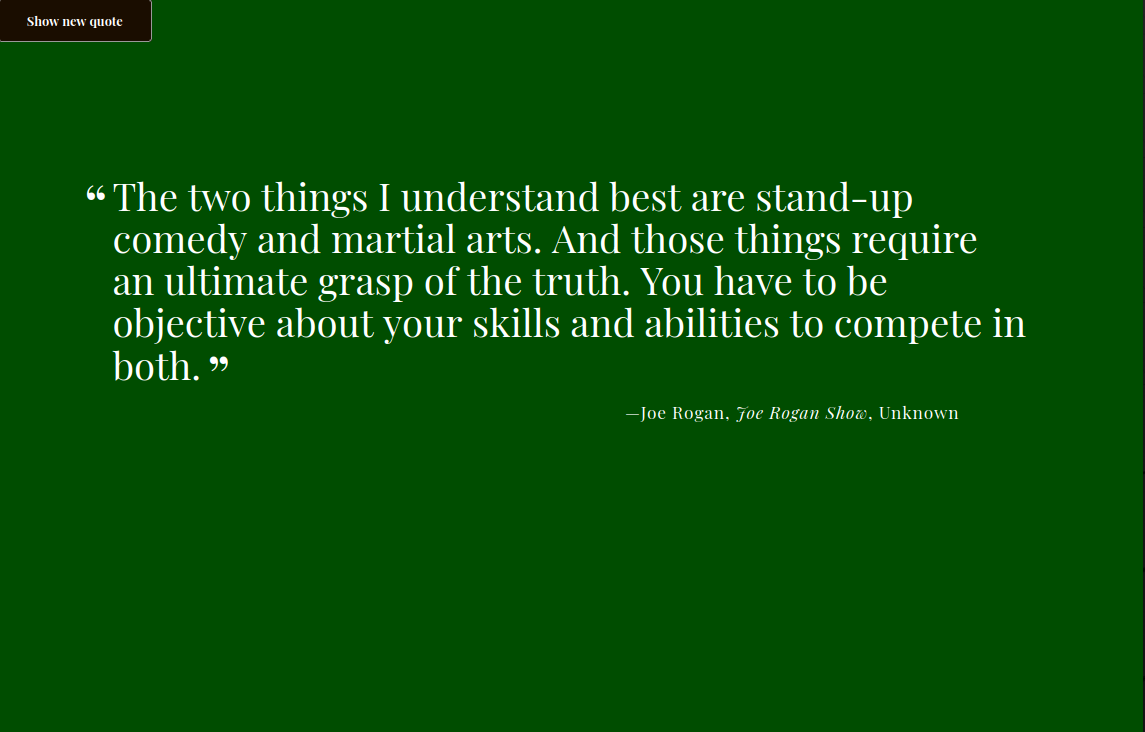 Show new quote
“ The two things I understand best are stand-up
comedy and martial arts. And those things require
an ultimate grasp of the truth. You have to be
objective about your skills and abilities to compete in
both. ”
—Joe Rogan, Joe Rogan Show, Unknown